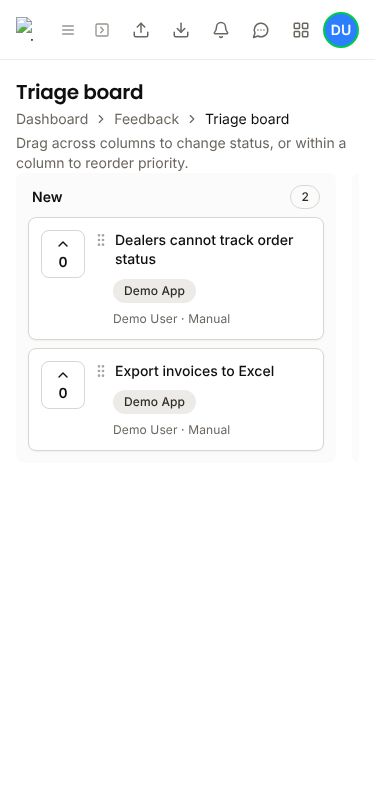 DU
Triage board
Dashboard > Feedback > Triage board
Drag across columns to change status, or within a
column to reorder priority.
New 2
0
Dealers cannot track order
status
Demo App
Demo User · Manual
0
Export invoices to Excel
Demo App
Demo User · Manual